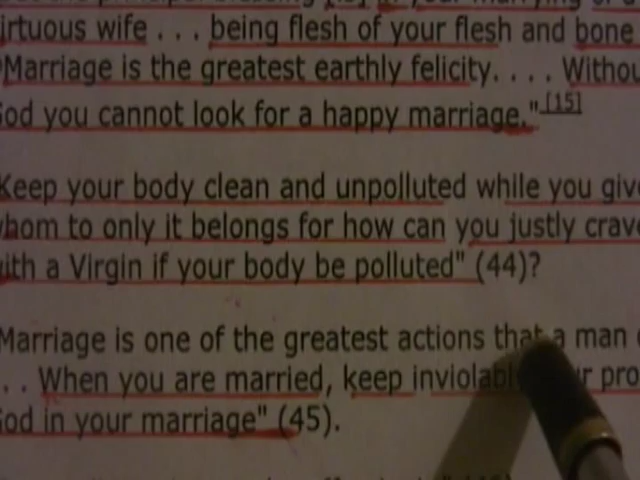 your marrying of a
irtuous wife . . . being flesh of your flesh and bone
Marriage is the greatest earthly felicity. . . . Withou
God you cannot look for a happy marriage."[15]
Keep your body clean and unpolluted while you give
whom to only it belongs for how can you justly crave
with a Virgin if your body be polluted" (44)?
Marriage is one of the greatest actions that a man
. . When you are married, keep inviolabl r pro
God in your marriage" (45).